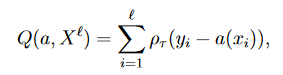 Q(a, X^ℓ) = ∑_{i=1}^{ℓ} ρ_τ(y_i − a(x_i)),